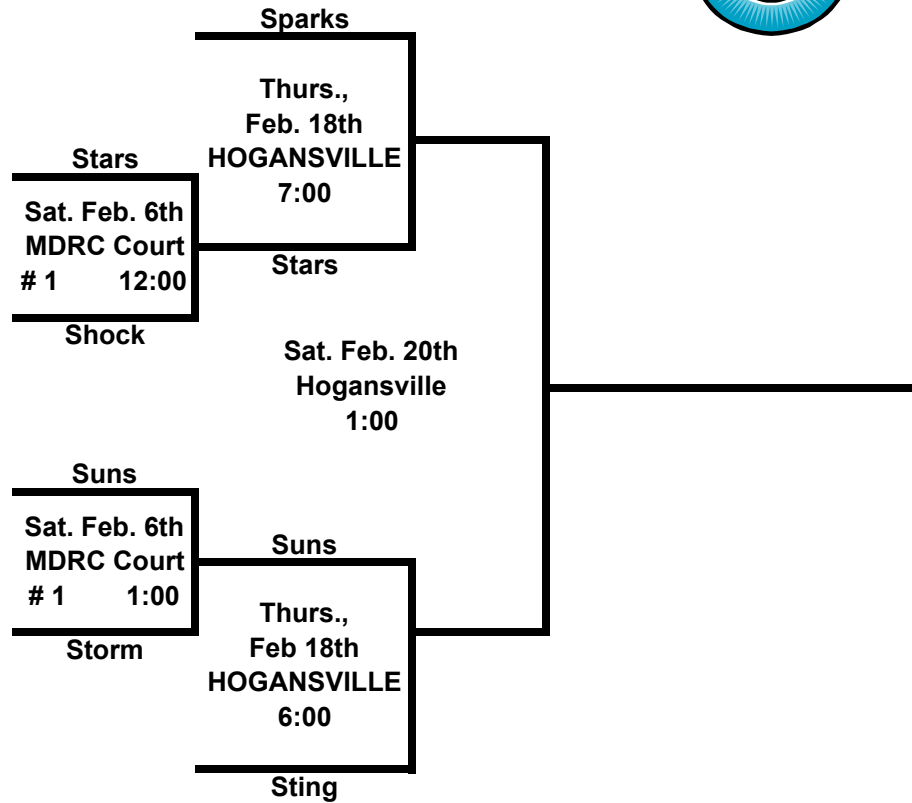 Sparks
Thurs.,
Feb. 18th
HOGANSVILLE
7:00
Stars
Sat. Feb. 6th
MDRC Court
# 1 12:00
Shock
Stars
Sat. Feb. 20th
Hogansville
1:00
Suns
Sat. Feb. 6th
MDRC Court
# 1 1:00
Storm
Suns
Thurs.,
Feb 18th
HOGANSVILLE
6:00
Sting